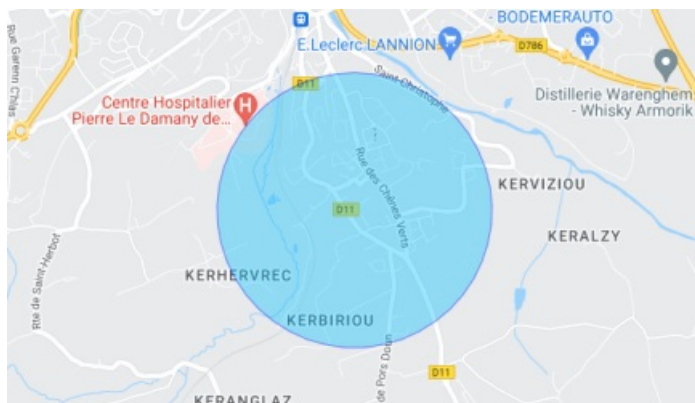 - BODEMERAUTO
E.Leclerc.LANNION
D786
Rue Garenn C'hlas
Saint-Christophe
D11
Centre Hospitalier
Pierre Le Damany de...
Distillerie Warenghem
- Whisky Armorik
Rue des Chênes Verts
KERVIZIOU
D11
KERALZY
Rte de Saint-Herbot
KERHERVREC
KERBIRIOU
D11
de Pors Doun
KERANGLAZ